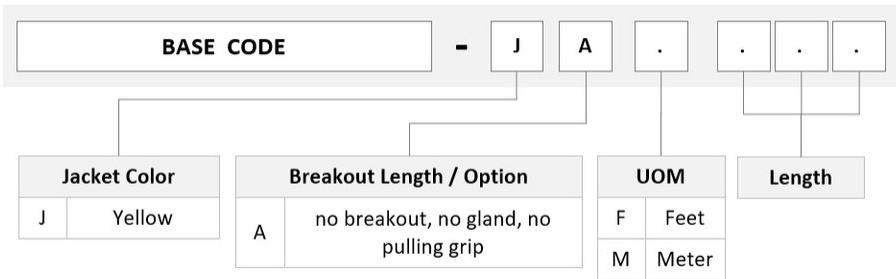 BASE CODE - J A . . . .
Jacket Color
J Yellow
Breakout Length / Option
A no breakout, no gland, no
pulling grip
UOM
F Feet
M Meter
Length